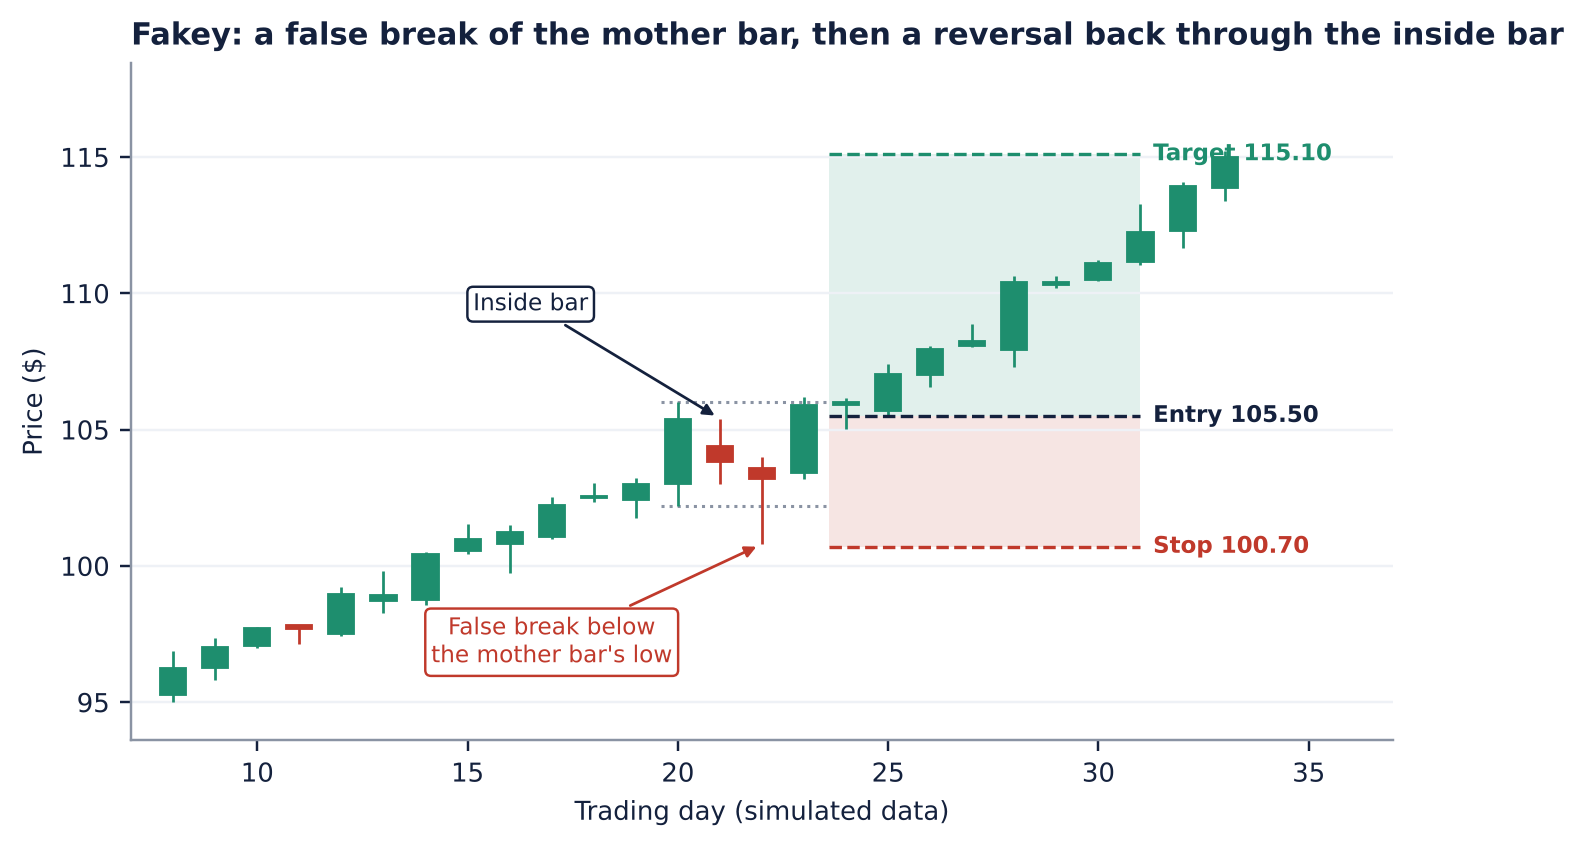 Fakey: a false break of the mother bar, then a reversal back through the inside bar
115
110
105
100
95
Price ($)
Target 115.10
Inside bar
Entry 105.50
Stop 100.70
False break below
the mother bar's low
10
15
20
25
30
35
Trading day (simulated data)